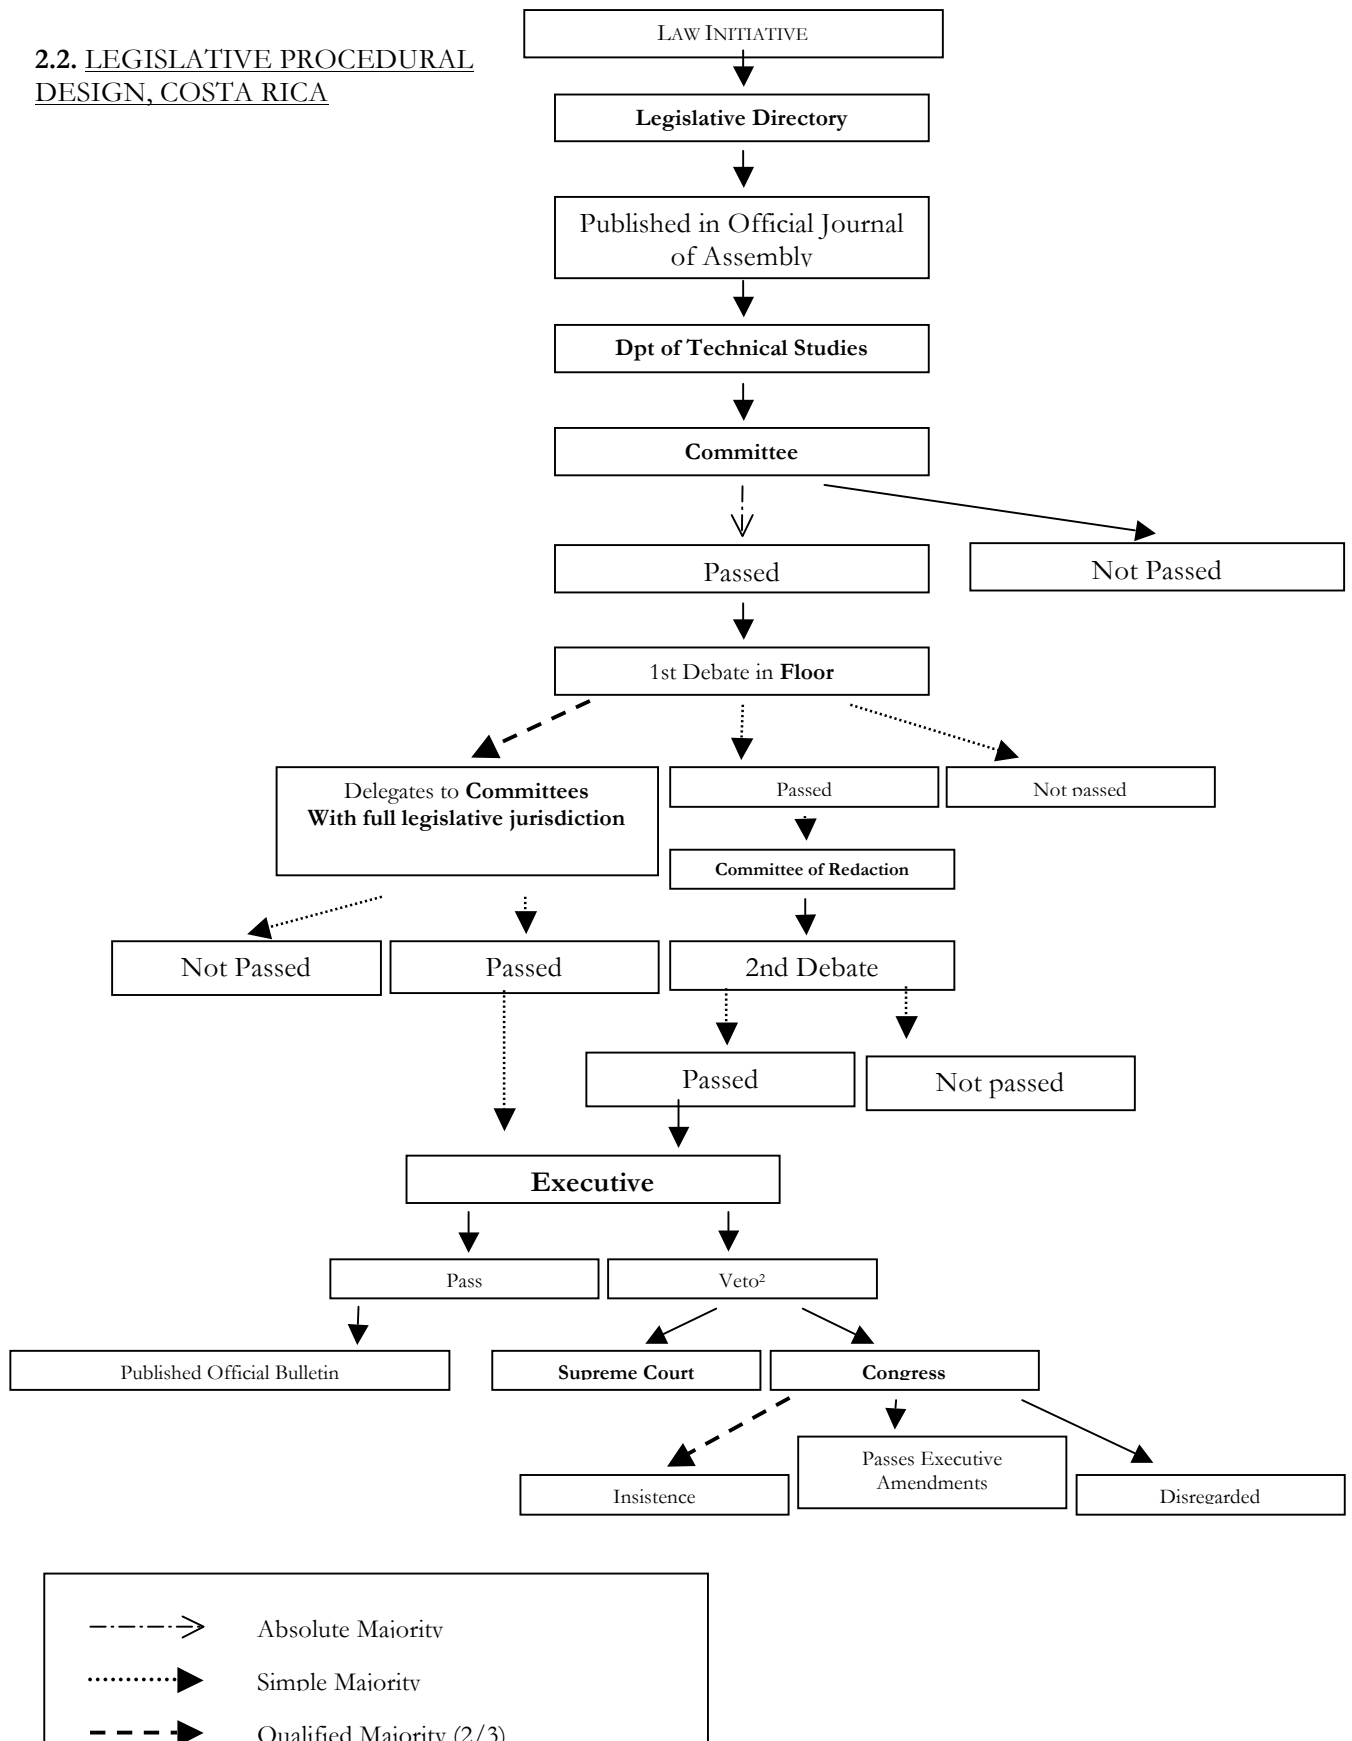 2.2. LEGISLATIVE PROCEDURAL
DESIGN, COSTA RICA
LAW INITIATIVE
Legislative Directory
Published in Official Journal
of Assembly
Dpt of Technical Studies
Committee
Passed
Not Passed
1st Debate in Floor
Delegates to Committees
With full legislative jurisdiction
Passed
Not passed
Committee of Redaction
Not Passed
Passed
2nd Debate
Passed
Not passed
Executive
Pass
Veto²
Published Official Bulletin
Supreme Court
Congress
Passes Executive
Amendments
Insistence
Disregarded
Absolute Majority
Simple Majority
Qualified Majority (2/3)